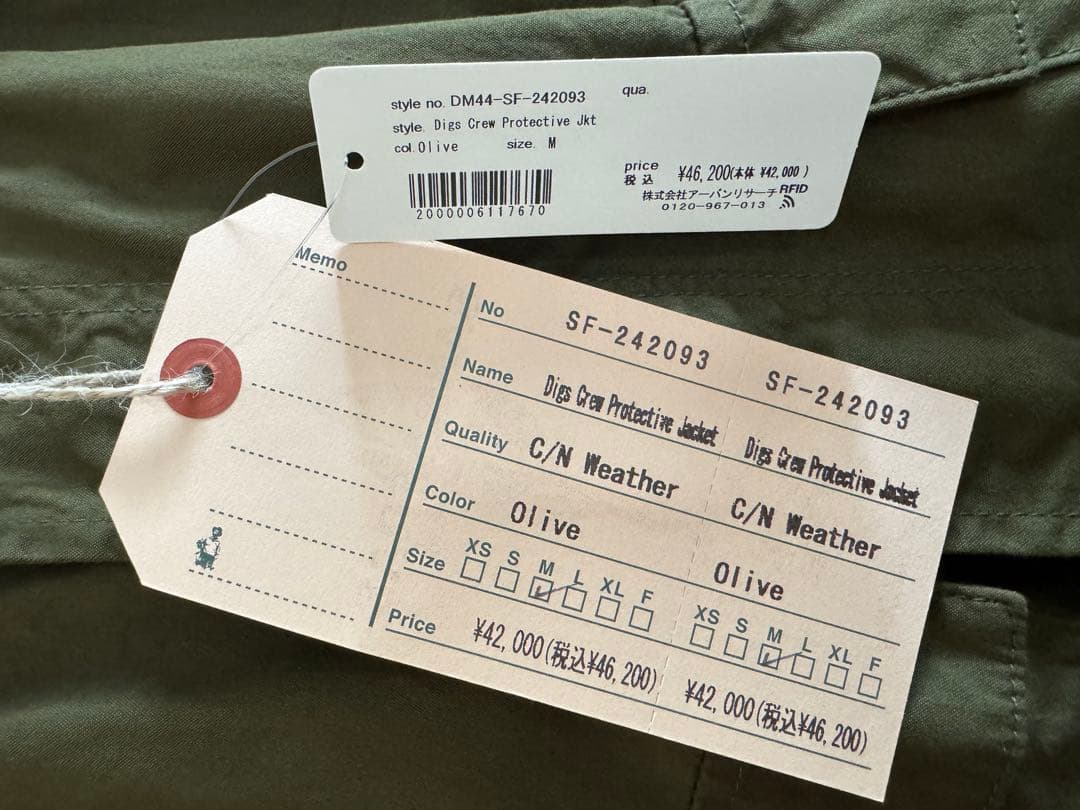 style no. DM44-SF-242093 qua.
style. Digs Crew Protective Jkt
col. Olive size. M
price
税込 ¥46,200(本体 ¥42,000 )
株式会社アーバンリサーチ RFID
0120-967-013
2000006117670
Memo
No SF-242093 SF-242093
Name Digs Crew Protective Jacket Digs Crew Protective Jacket
Quality C/N Weather C/N Weather
Color Olive Olive
Size XS S M L XL F XS S M L XL F
Price ¥42,000(税込¥46,200) ¥42,000(税込¥46,200)